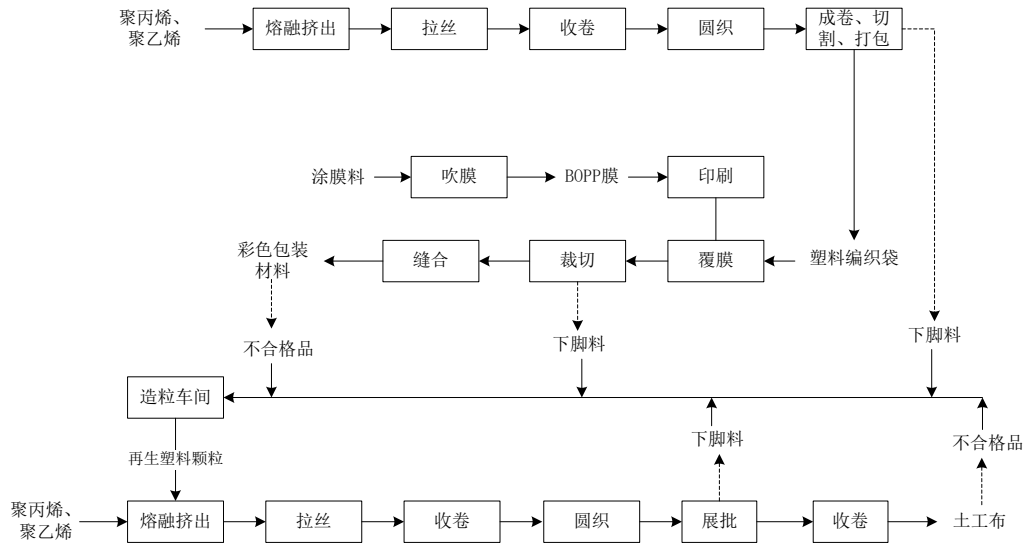 聚丙烯、
聚乙烯
熔融挤出
拉丝
收卷
圆织
成卷、切
割、打包
涂膜料
吹膜
BOPP膜
印刷
彩色包装
材料
缝合
裁切
覆膜
塑料编织袋
不合格品
下脚料
下脚料
造粒车间
下脚料
不合格品
再生塑料颗粒
聚丙烯、
聚乙烯
熔融挤出
拉丝
收卷
圆织
展批
收卷
土工布